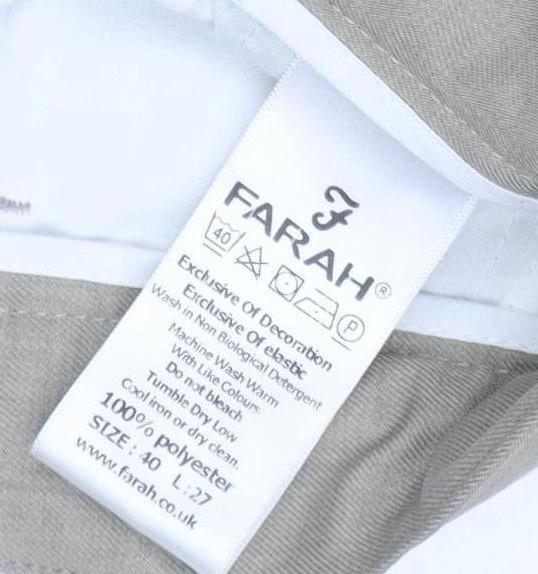 F
FARAH®
40 P
Exclusive Of Decoration
Exclusive Of elastic
Wash in Non Biological Detergent
Machine Wash Warm
With Like Colours
Do not bleach
Tumble Dry Low
Cool iron or dry clean.
100% polyester
SIZE : 40 L : 27
www.farah.co.uk